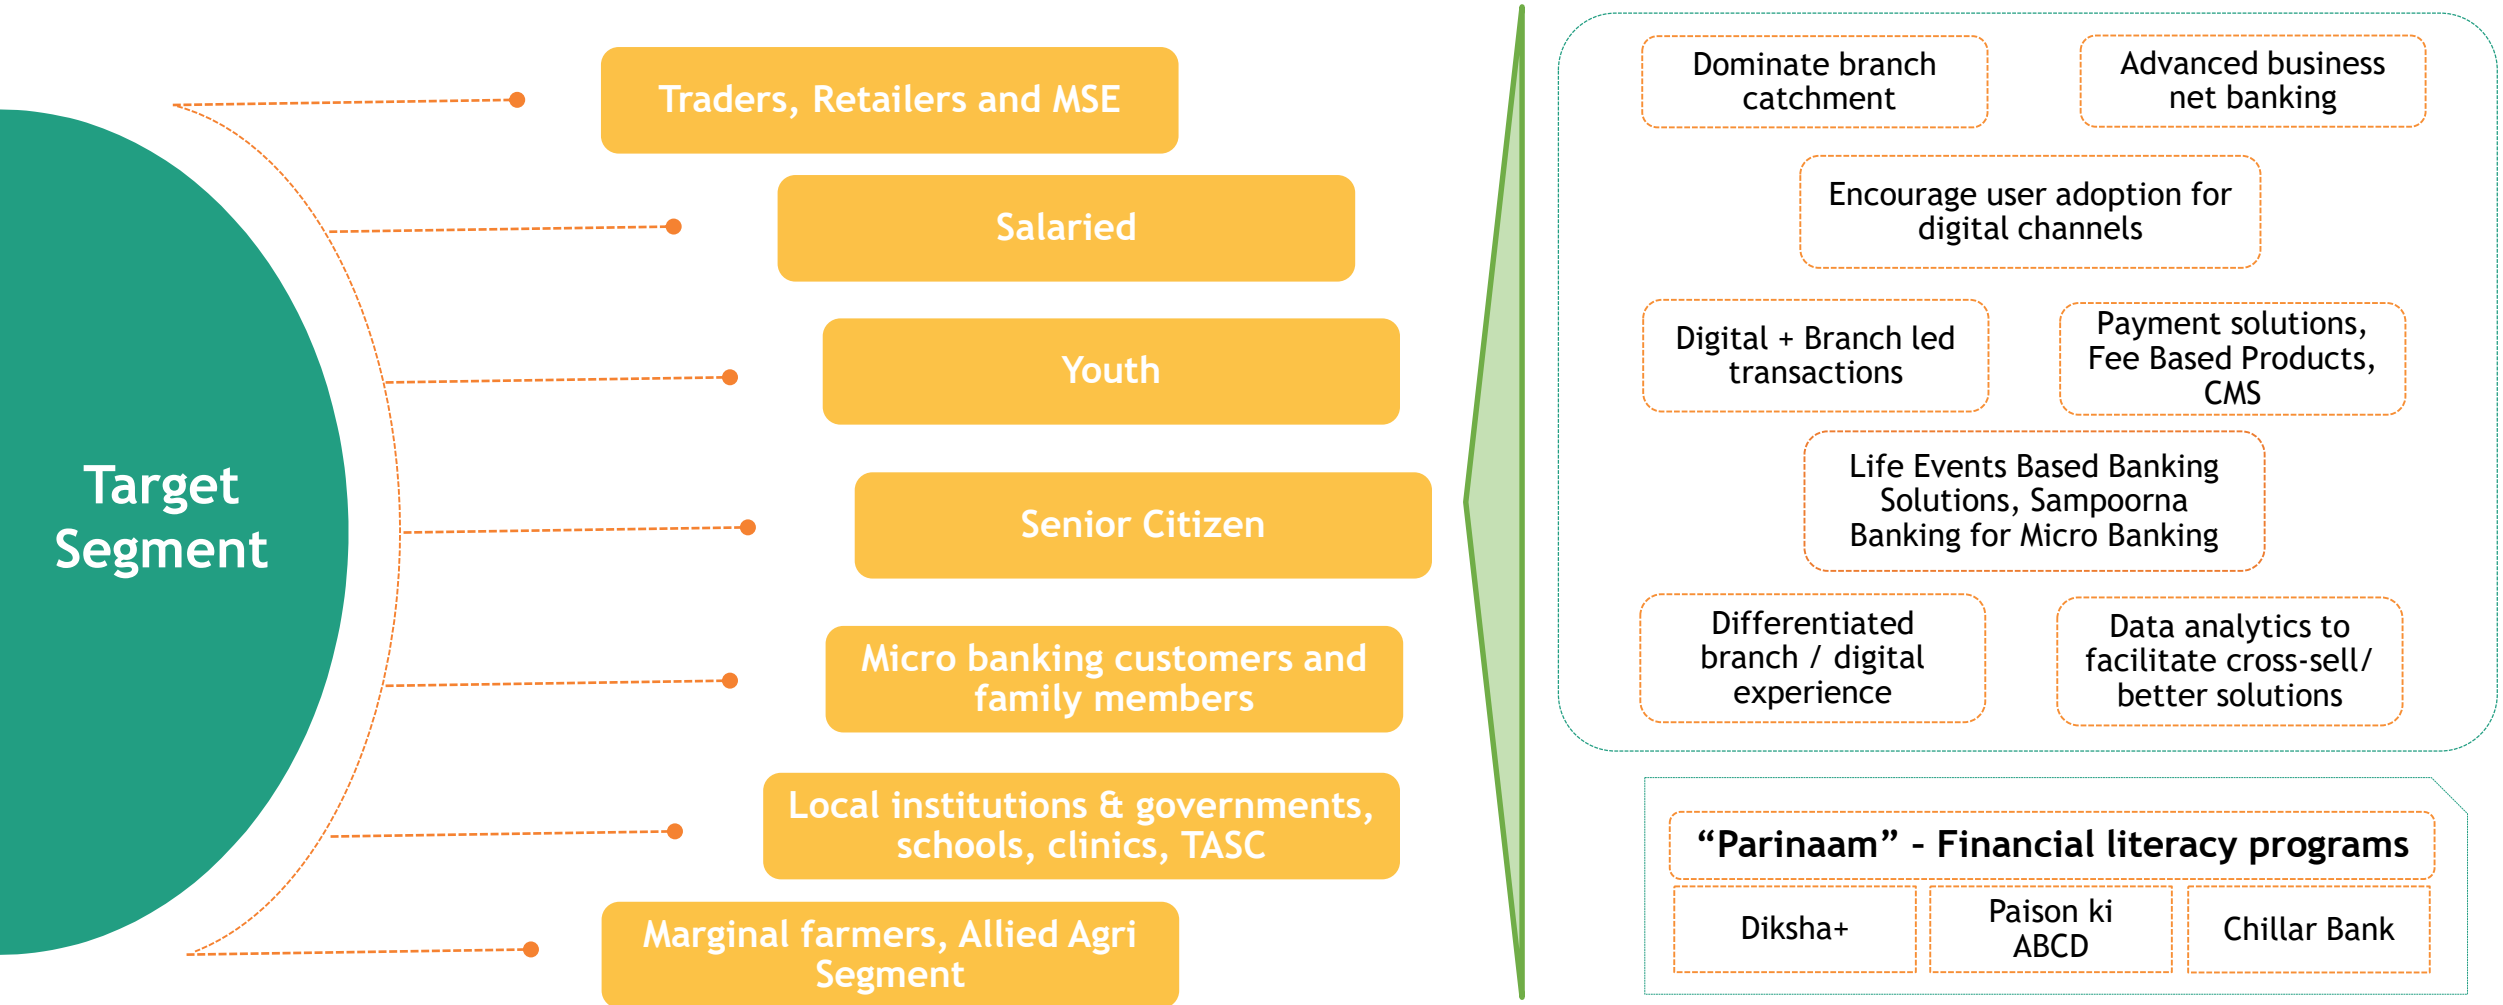 Target
Segment
Traders, Retailers and MSE
Salaried
Youth
Senior Citizen
Micro banking customers and
family members
Local institutions & governments,
schools, clinics, TASC
Marginal farmers, Allied Agri
Segment
Dominate branch
catchment
Advanced business
net banking
Encourage user adoption for
digital channels
Digital + Branch led
transactions
Payment solutions,
Fee Based Products,
CMS
Life Events Based Banking
Solutions, Sampoorna
Banking for Micro Banking
Differentiated
branch / digital
experience
Data analytics to
facilitate cross-sell/
better solutions
“Parinaam” – Financial literacy programs
Diksha+
Paison ki
ABCD
Chillar Bank